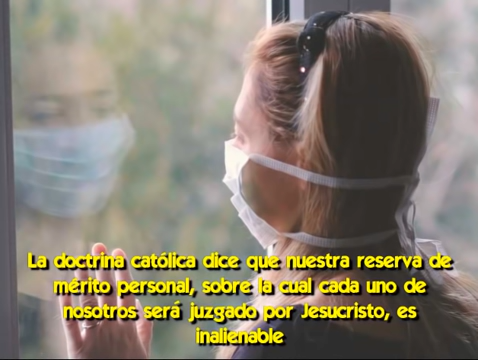 La doctrina católica dice que nuestra reserva de
mérito personal, sobre la cual cada uno de
nosotros será juzgado por Jesucristo, es
inalienable